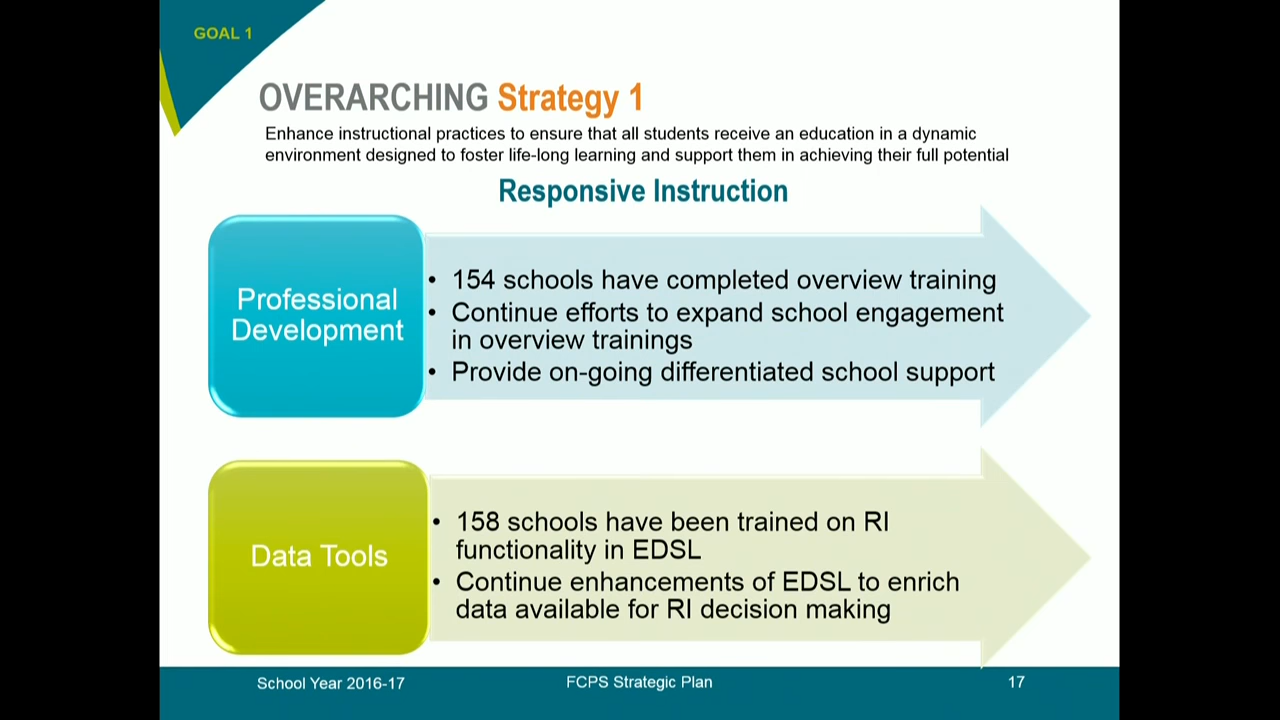 GOAL 1
OVERARCHING Strategy 1
Enhance instructional practices to ensure that all students receive an education in a dynamic
environment designed to foster life-long learning and support them in achieving their full potential
Responsive Instruction
Professional
Development
• 154 schools have completed overview training
• Continue efforts to expand school engagement
in overview trainings
• Provide on-going differentiated school support
Data Tools
• 158 schools have been trained on RI
functionality in EDSL
• Continue enhancements of EDSL to enrich
data available for RI decision making
School Year 2016-17
FCPS Strategic Plan
17